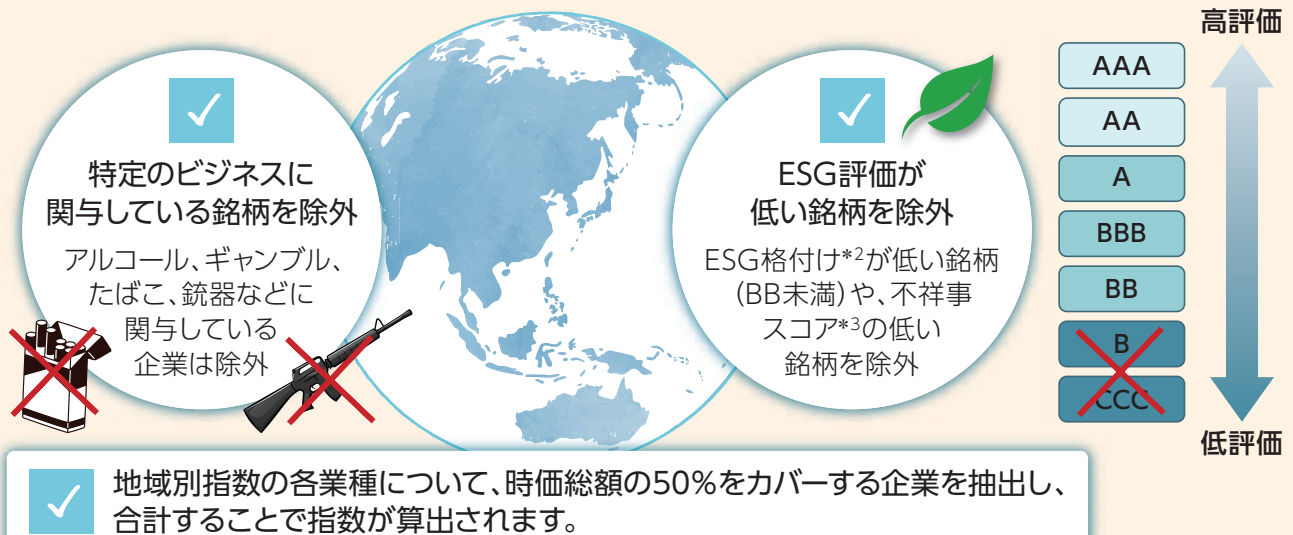 特定のビジネスに
関与している銘柄を除外
アルコール、ギャンブル、
たばこ、銃器などに
関与している
企業は除外
ESG評価が
低い銘柄を除外
ESG格付け*2が低い銘柄
(BB未満)や、不祥事
スコア*3の低い
銘柄を除外
高評価
AAA
AA
A
BBB
BB
B
CCC
低評価
地域別指数の各業種について、時価総額の50%をカバーする企業を抽出し、
合計することで指数が算出されます。